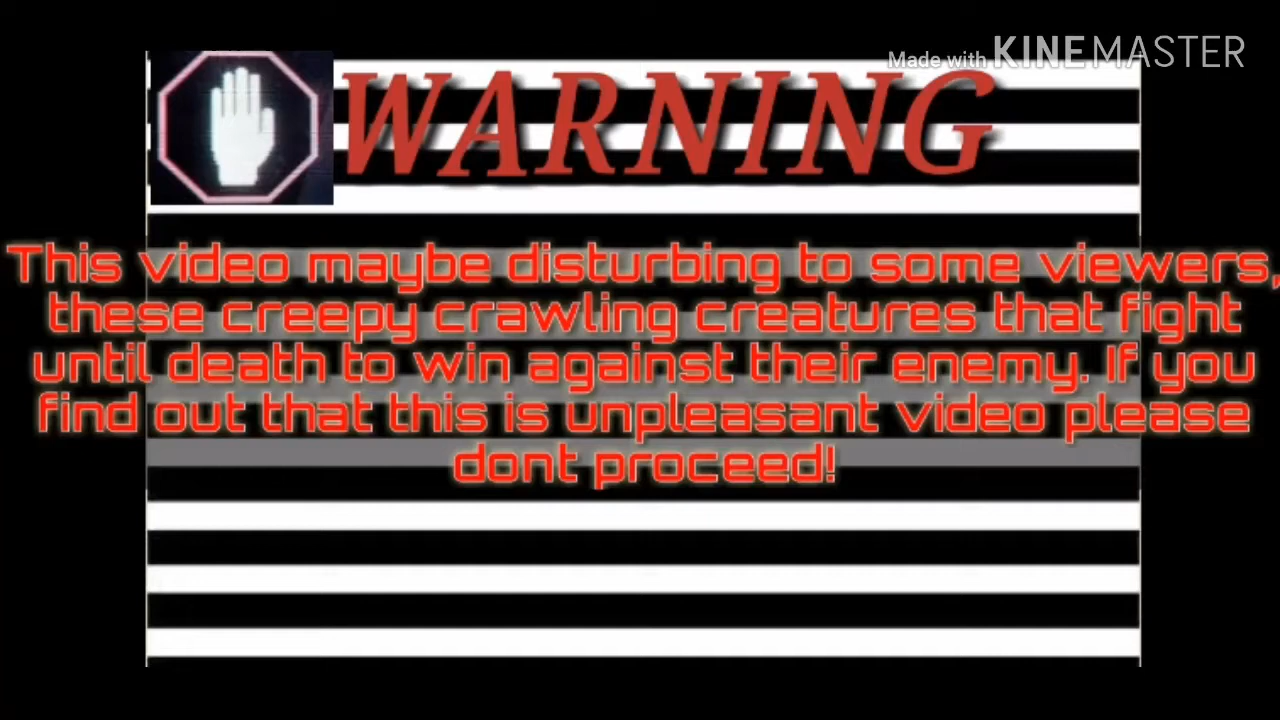 Made with KINEMASTER
WARNING
This video maybe disturbing to some viewers,
these creepy crawling creatures that fight
until death to win against their enemy. If you
find out that this is unpleasant video please
dont proceed!